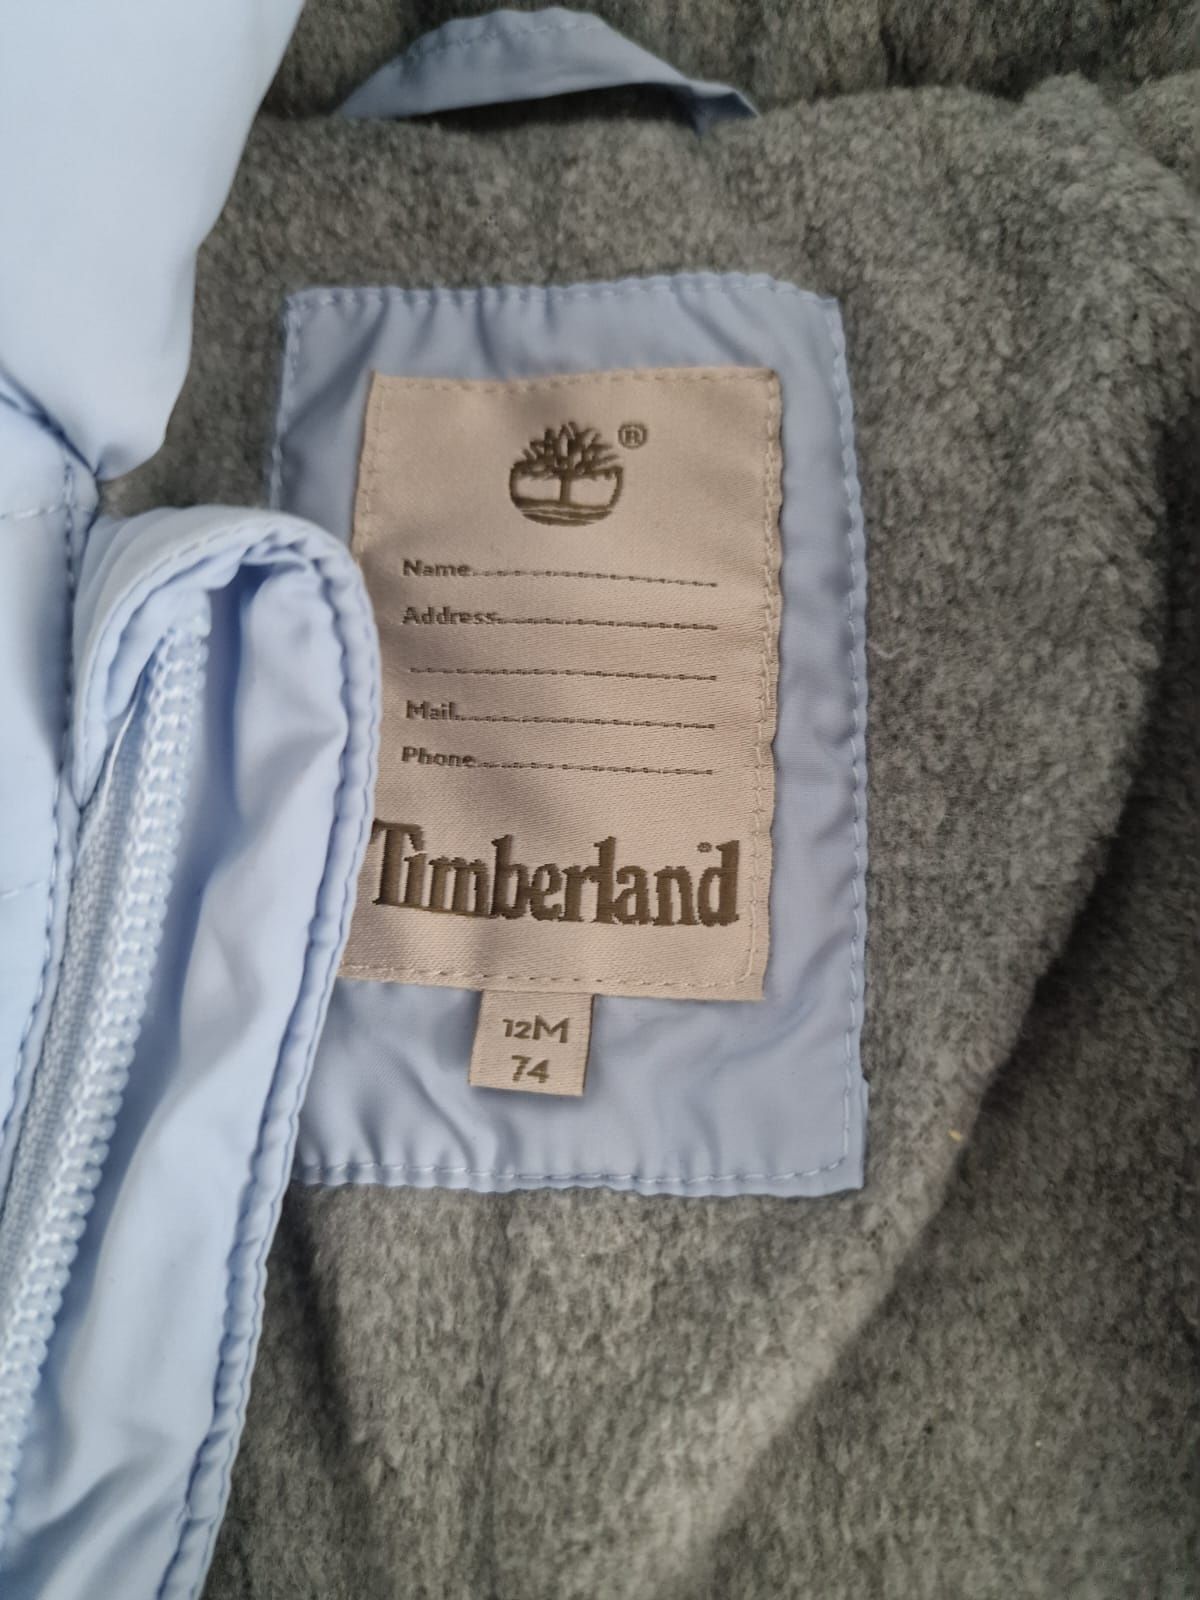 ®
Name
Address
Mail
Phone
Timberland®
12M
74